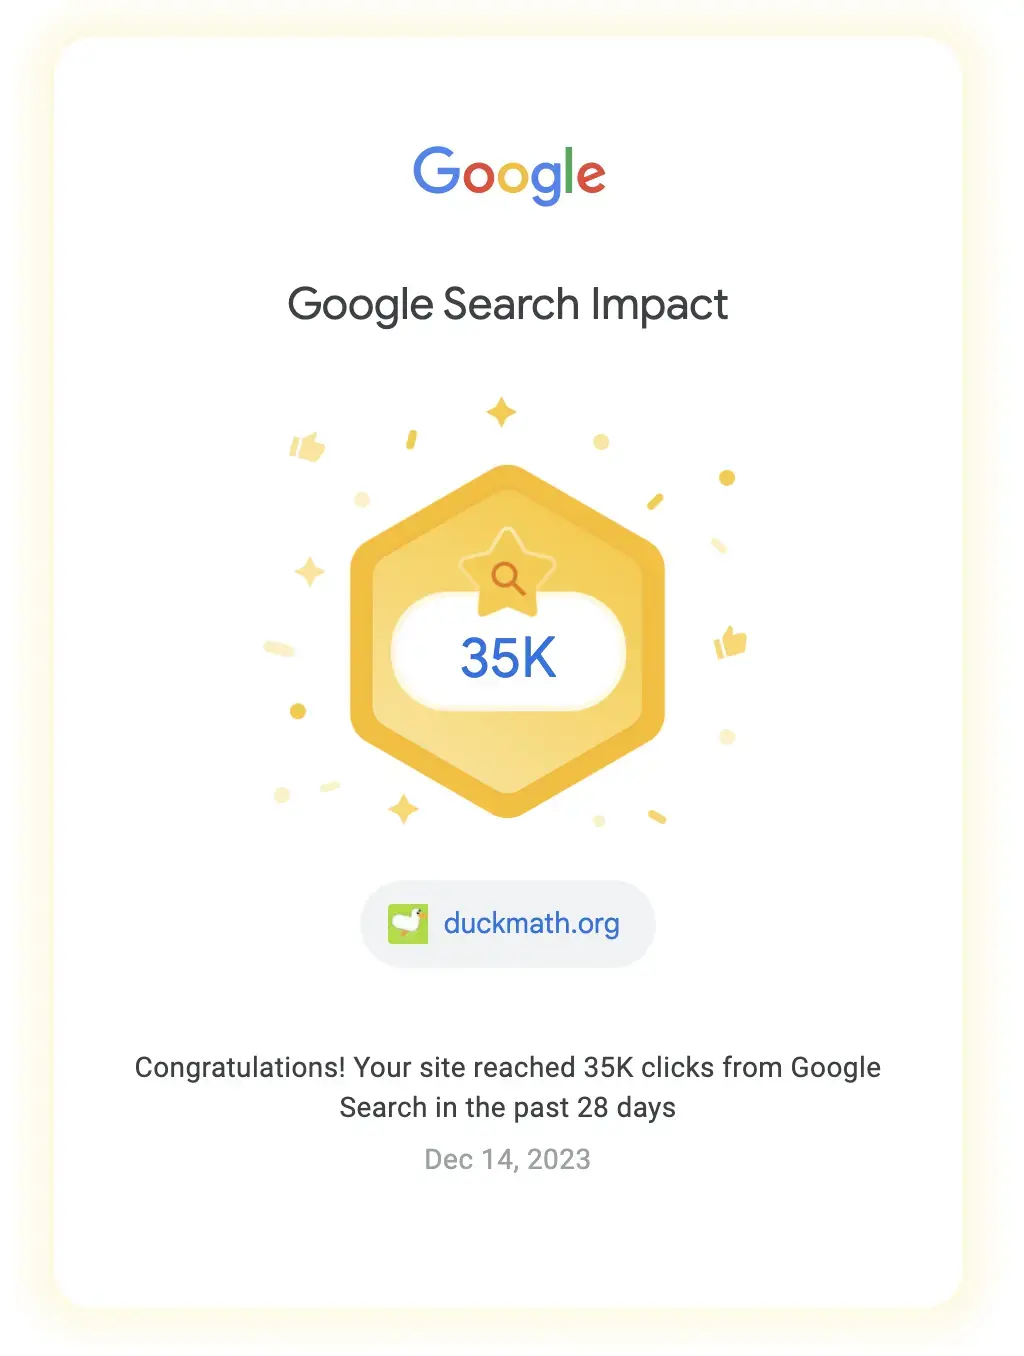 Google
Google Search Impact
35K
duckmath.org
Congratulations! Your site reached 35K clicks from Google
Search in the past 28 days
Dec 14, 2023